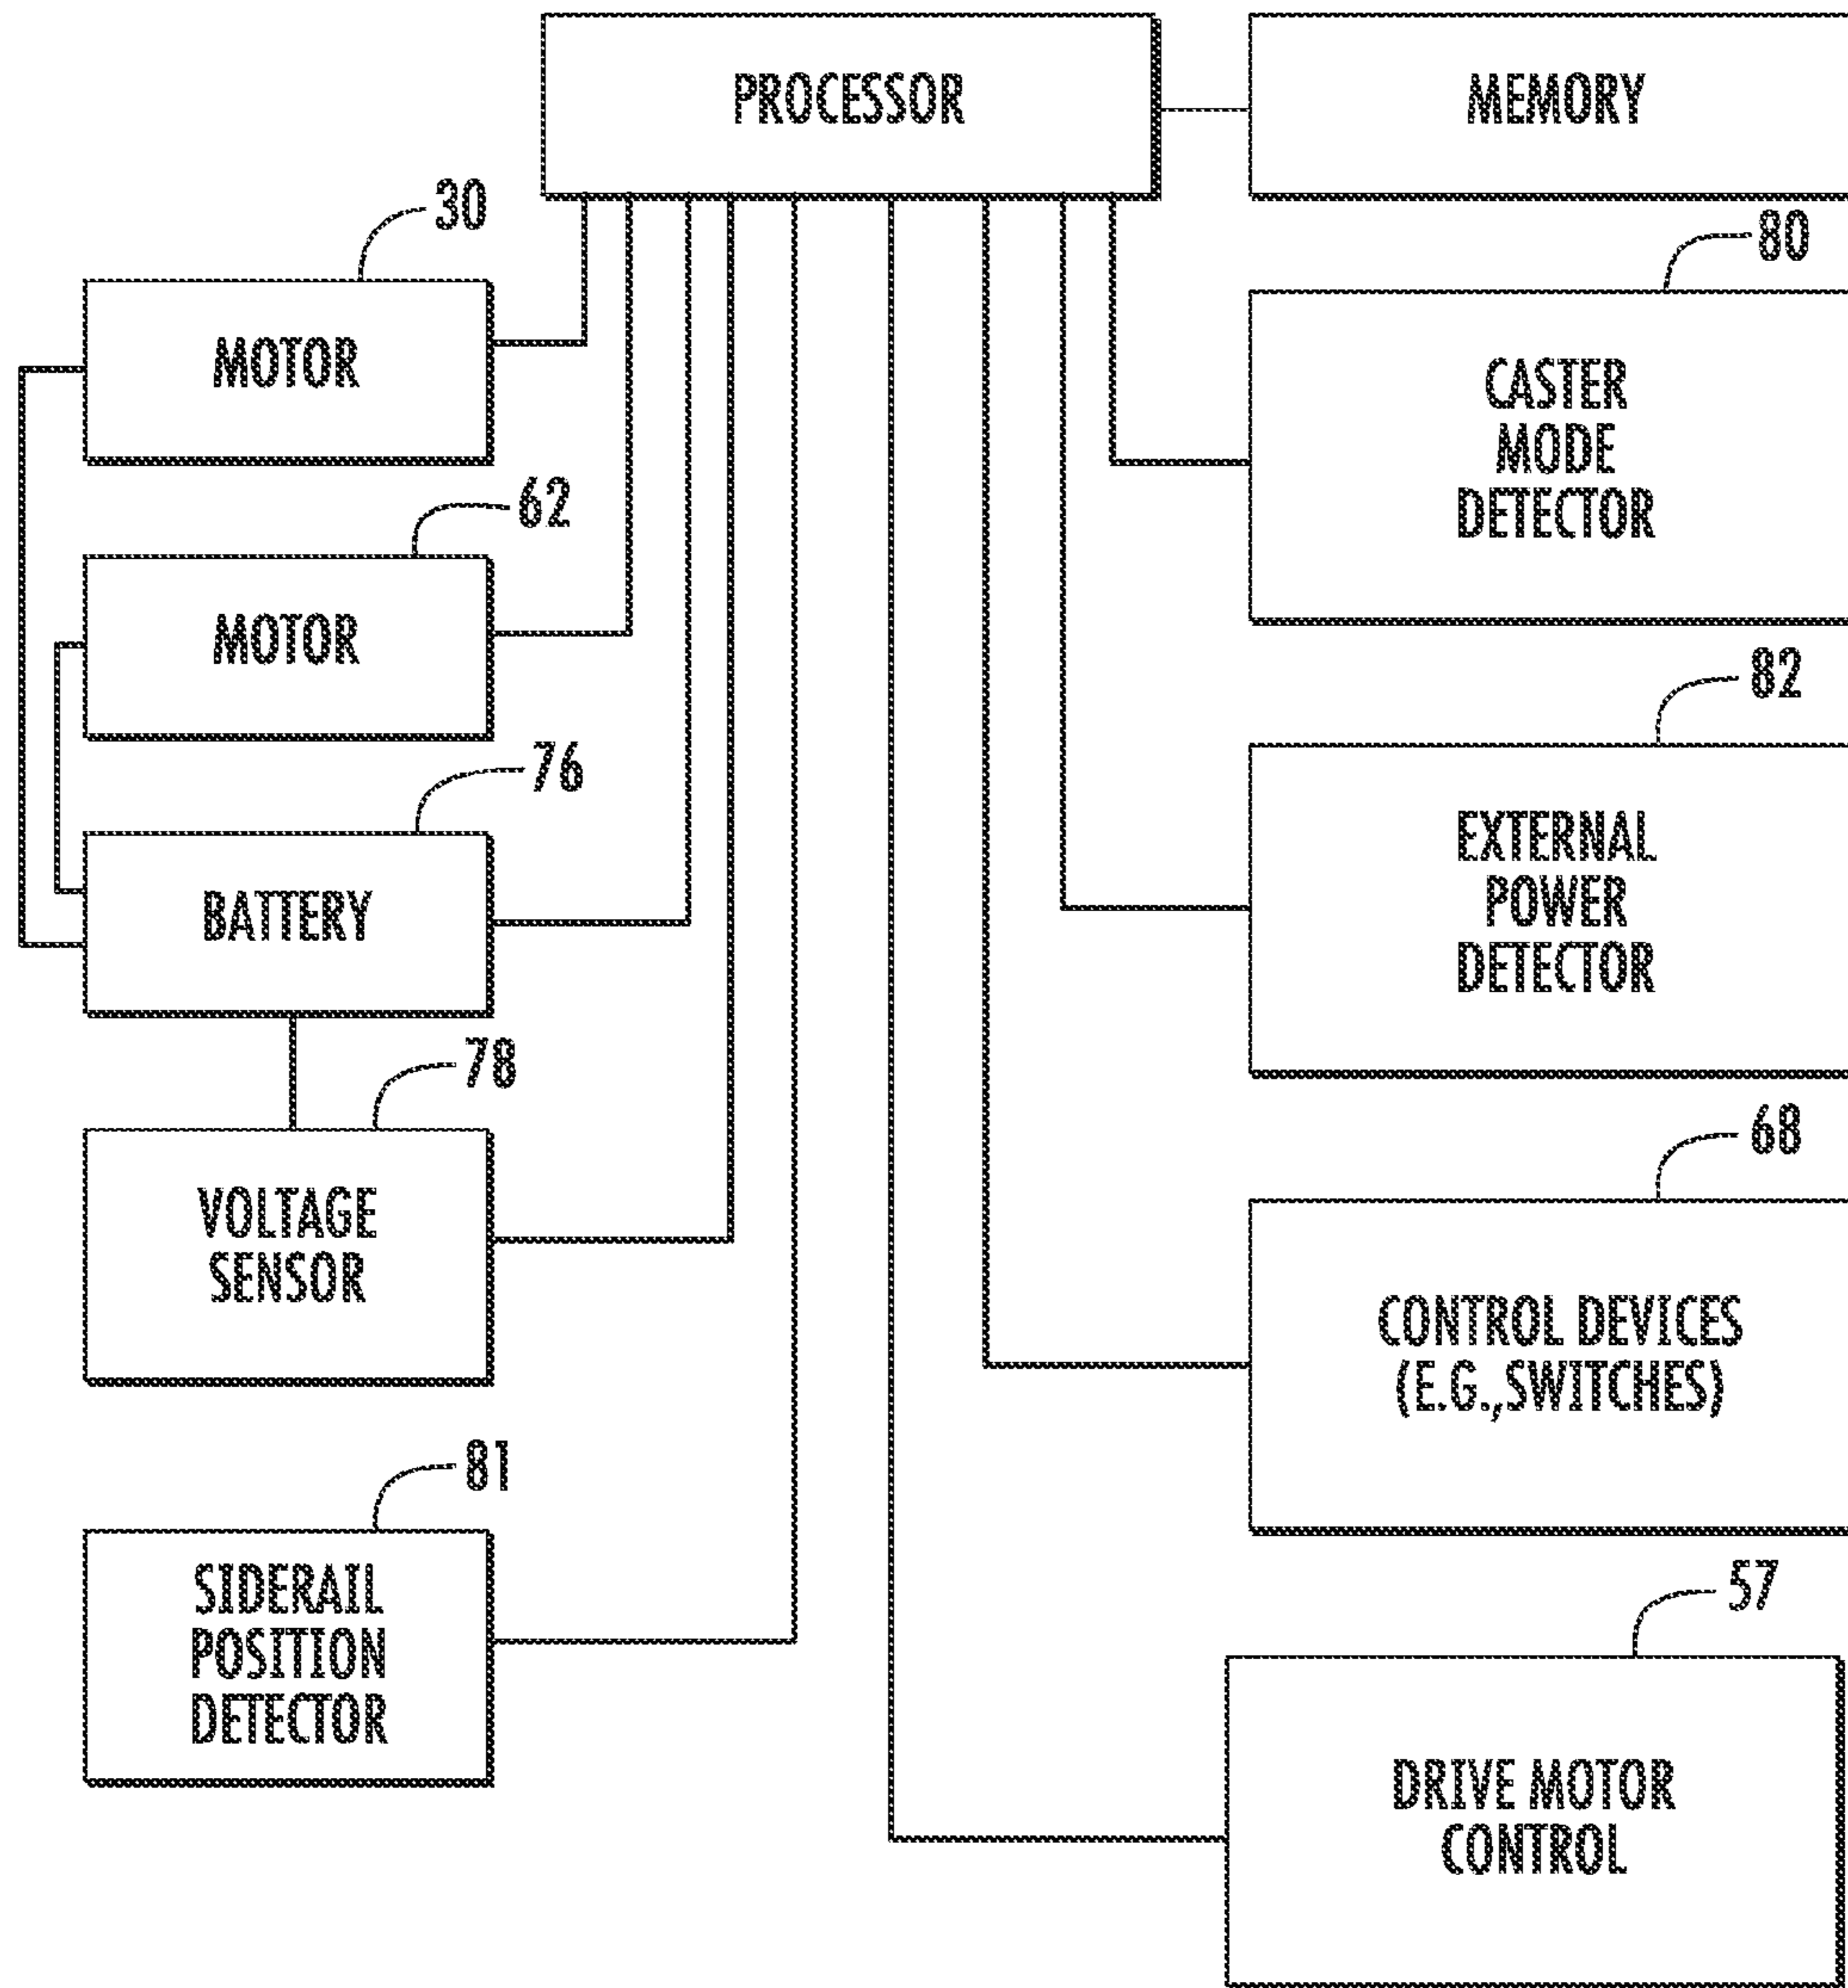 PROCESSOR
MEMORY
30
MOTOR
80
CASTER
MODE
DETECTOR
62
MOTOR
82
EXTERNAL
POWER
DETECTOR
76
BATTERY
78
VOLTAGE
SENSOR
68
CONTROL DEVICES
(E.G.,SWITCHES)
81
SIDERAIL
POSITION
DETECTOR
57
DRIVE MOTOR
CONTROL